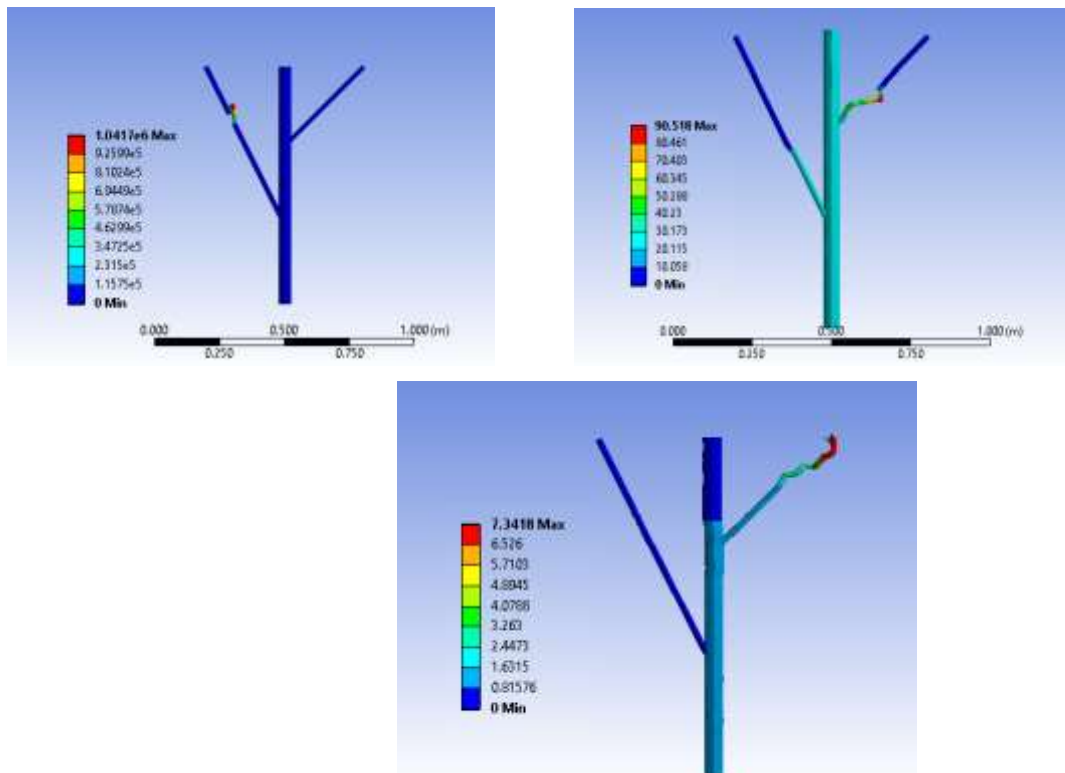 1.0417e6 Max
9.2599e5
8.1024e5
6.9449e5
5.7874e5
4.6299e5
3.4725e5
2.315e5
1.1575e5
0 Min
0.000 0.500 1.000 (m)
0.250 0.750
90.518 Max
80.461
70.403
60.345
50.288
40.23
30.173
20.115
10.058
0 Min
0.000 0.500 1.000 (m)
0.250 0.750
7.3418 Max
6.526
5.7103
4.8945
4.0788
3.263
2.4473
1.6315
0.81576
0 Min